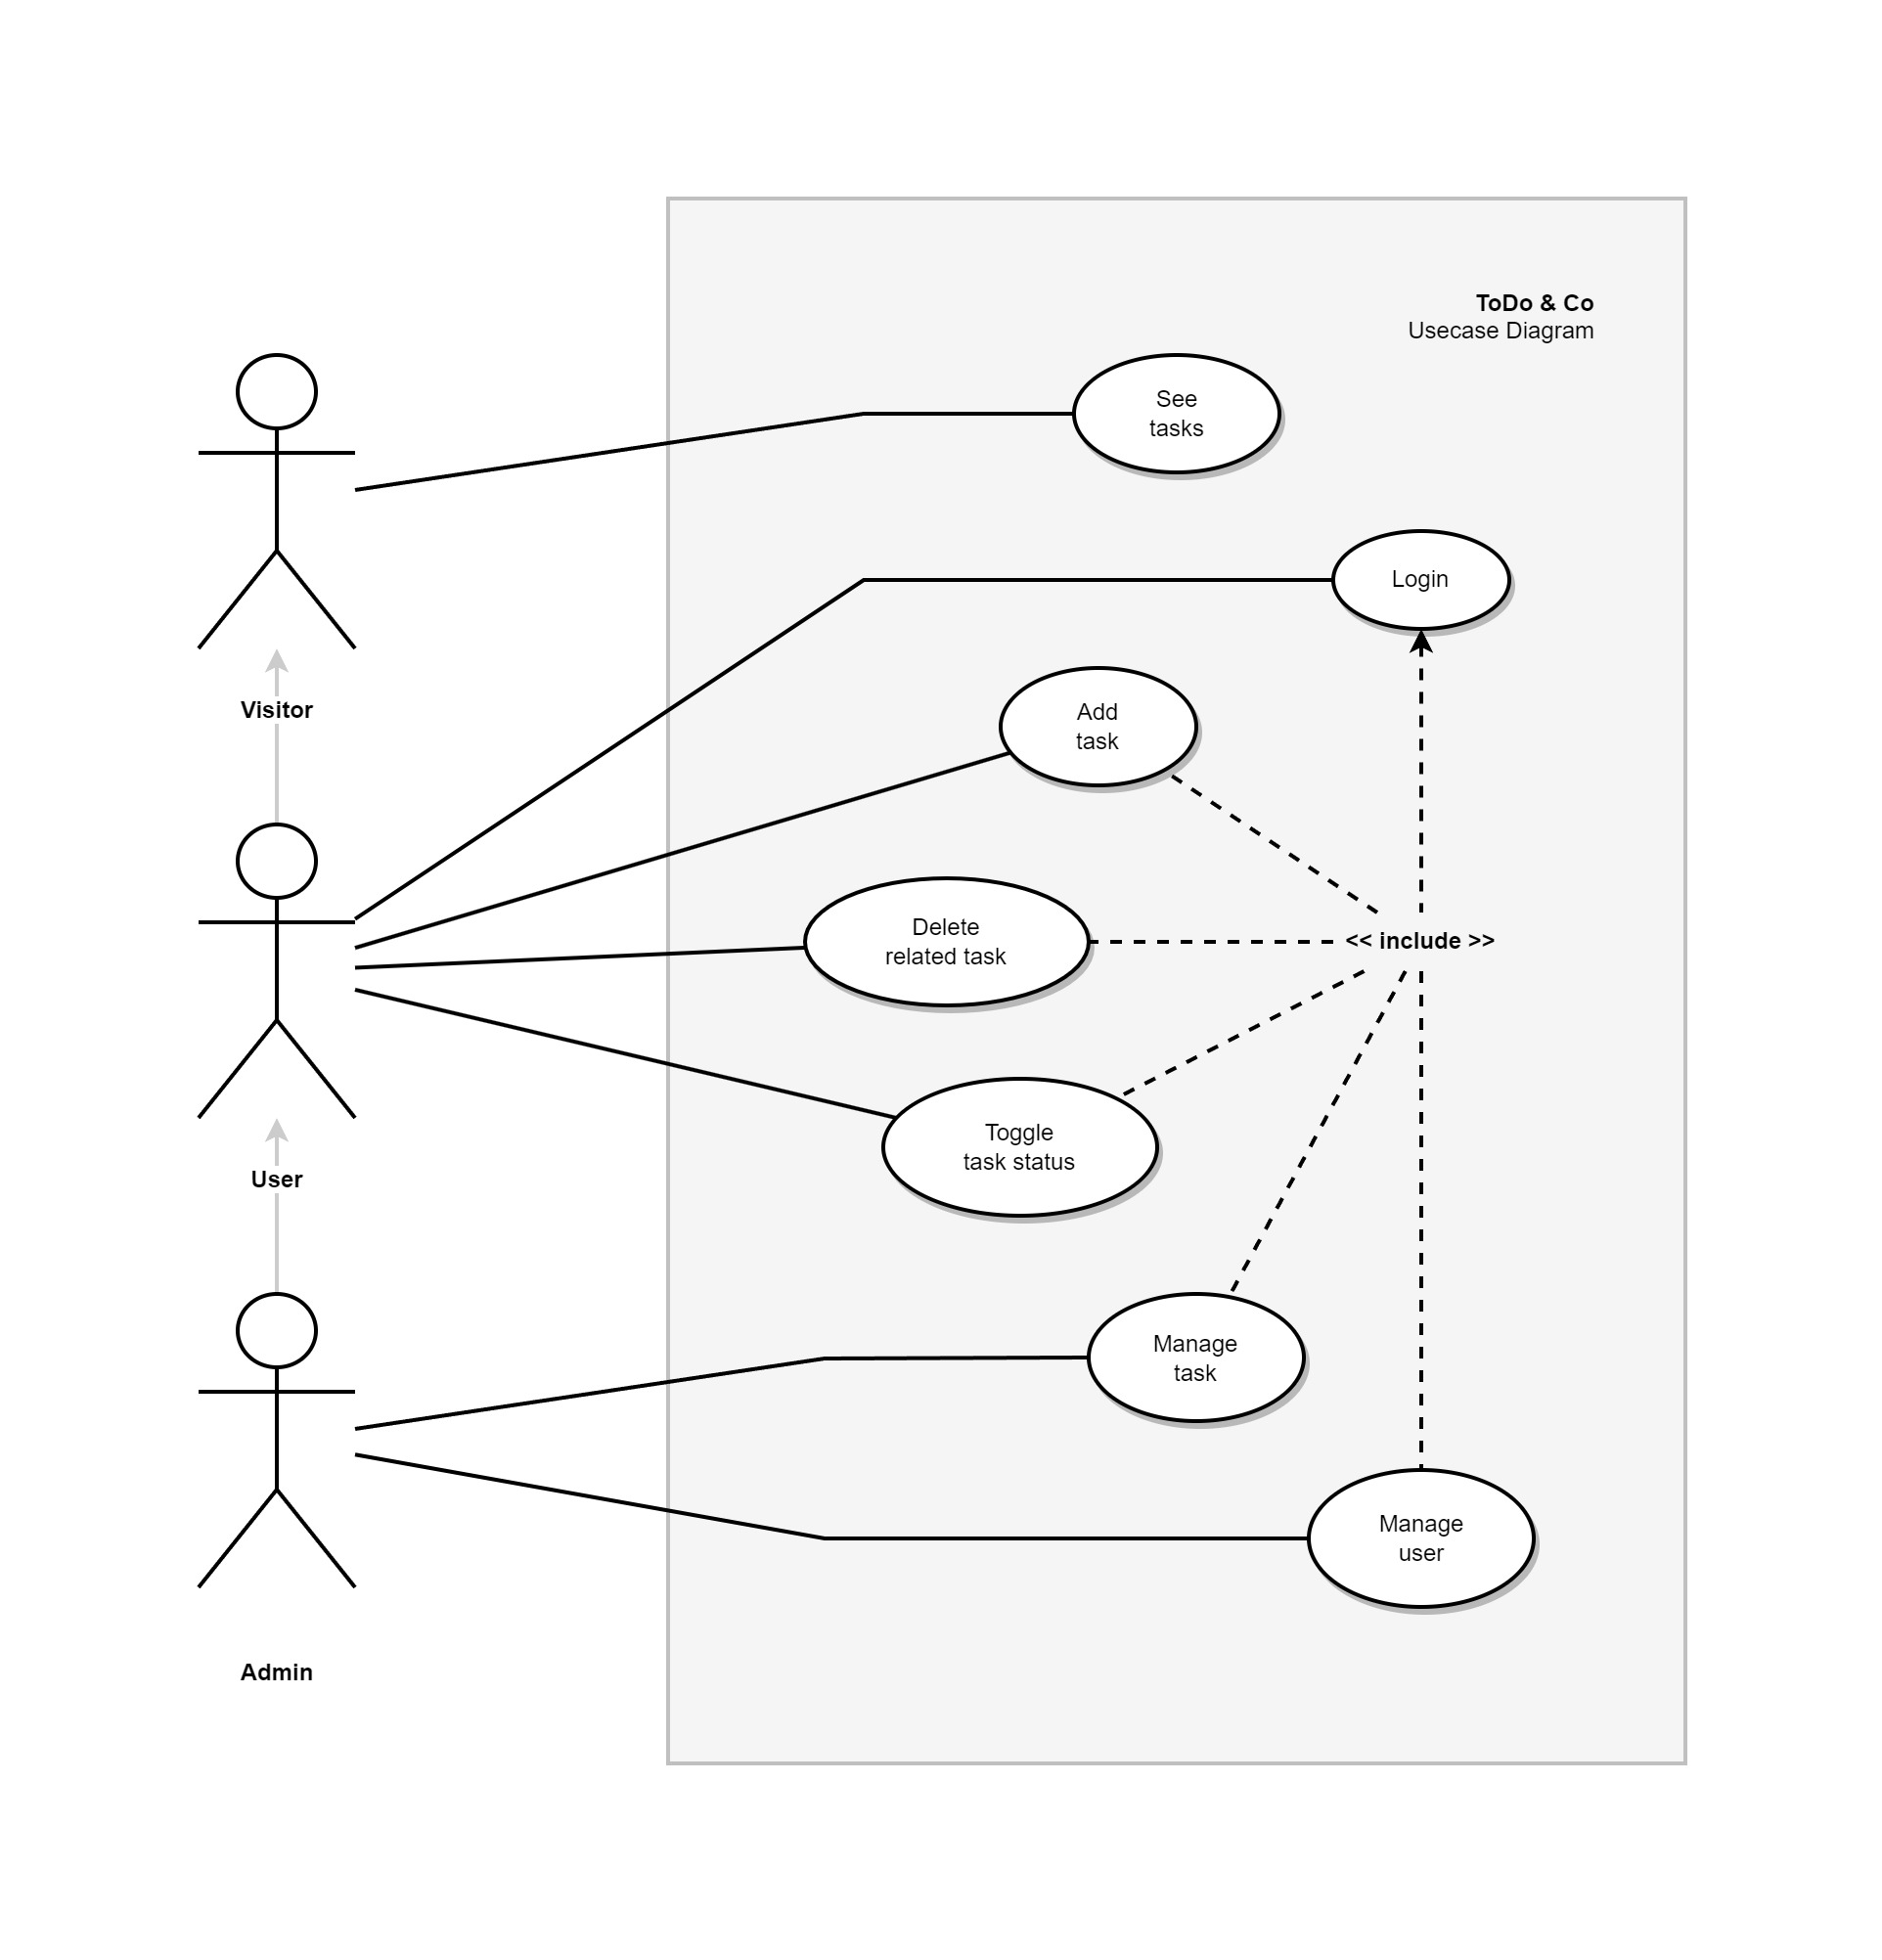 ToDo & Co
Usecase Diagram
See
tasks
Login
Add
task
Visitor
Delete
related task
<< include >>
Toggle
task status
User
Manage
task
Manage
user
Admin